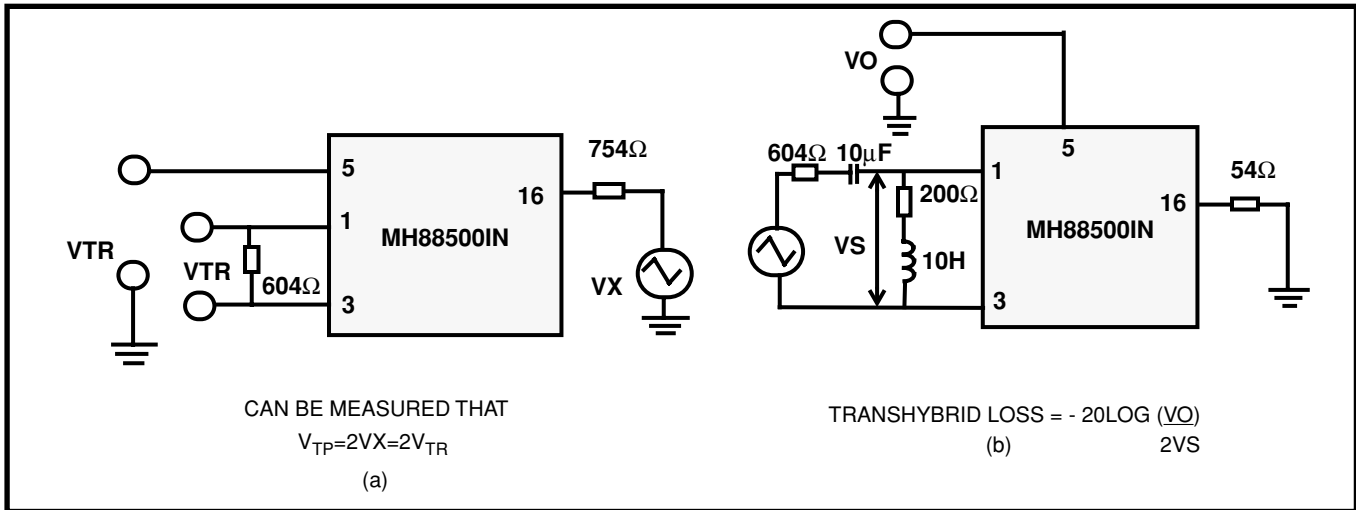 5
1
3
16
MH88500IN
754Ω
VX
VTR
VTR
604Ω
CAN BE MEASURED THAT
VTP=2VX=2VTR
(a)
VO
604Ω 10µF
200Ω
VS
10H
1
5
3
16
MH88500IN
54Ω
TRANSHYBRID LOSS = - 20LOG (VO)
(b) 2VS